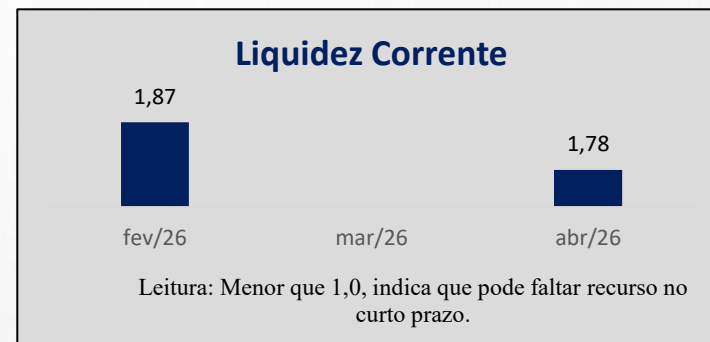 Liquidez Corrente
1,87
1,78
fev/26
mar/26
abr/26
Leitura: Menor que 1,0, indica que pode faltar recurso no
curto prazo.